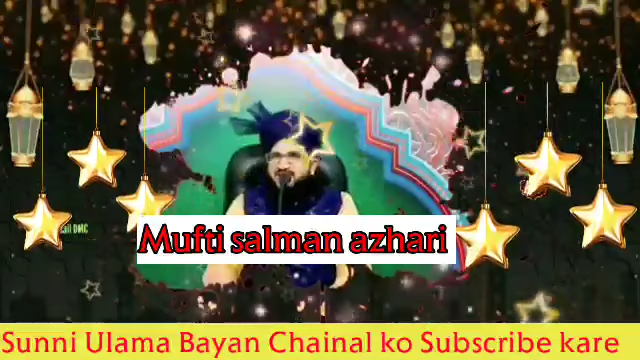 Mufti salman azhari
Sunni Ulama Bayan Chainal ko Subscribe kare